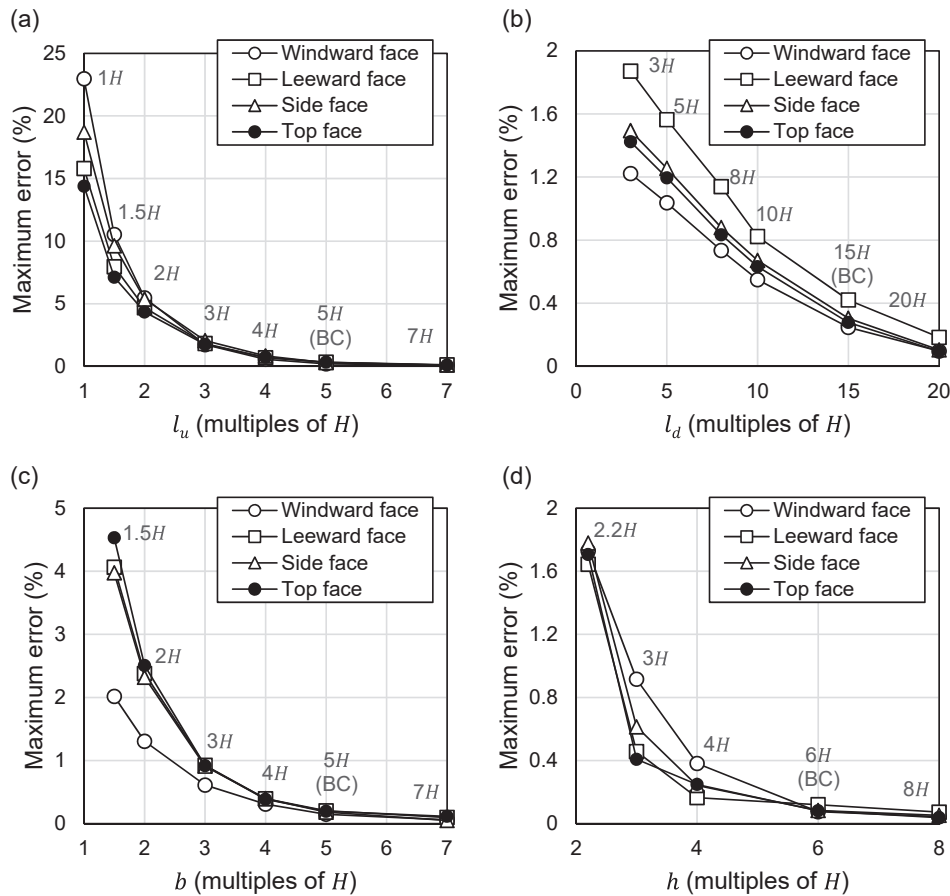 (a)
Windward face
Leeward face
Side face
Top face
Maximum error (%)
25
20
15
10
5
0
1H
1.5H
2H
3H
4H
5H
(BC)
7H
1 2 3 4 5 6 7
l_u (multiples of H)
(b)
Windward face
Leeward face
Side face
Top face
Maximum error (%)
2
1.6
1.2
0.8
0.4
0
3H
5H
8H
10H
15H
(BC)
20H
0 5 10 15 20
l_d (multiples of H)
(c)
Windward face
Leeward face
Side face
Top face
Maximum error (%)
5
4
3
2
1
0
1.5H
2H
3H
4H
5H
(BC)
7H
1 2 3 4 5 6 7
b (multiples of H)
(d)
Windward face
Leeward face
Side face
Top face
Maximum error (%)
2
1.6
1.2
0.8
0.4
0
2.2H
3H
4H
6H
(BC)
8H
2 4 6 8
h (multiples of H)